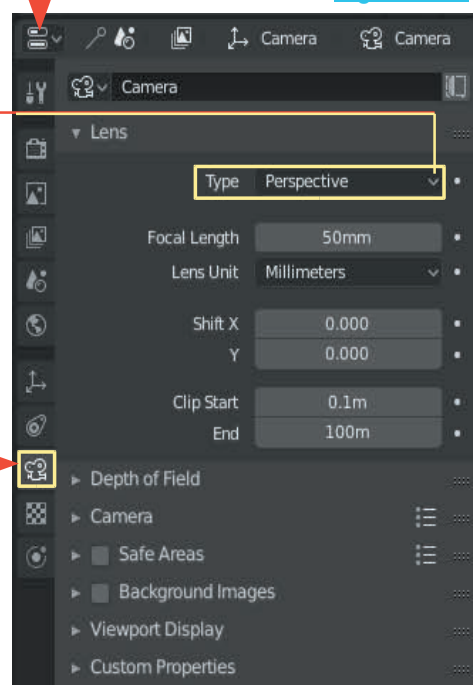 Camera Camera
Camera
Lens
Type Perspective
Focal Length 50mm
Lens Unit Millimeters
Shift X 0.000
Y 0.000
Clip Start 0.1m
End 100m
Depth of Field
Camera
Safe Areas
Background Images
Viewport Display
Custom Properties